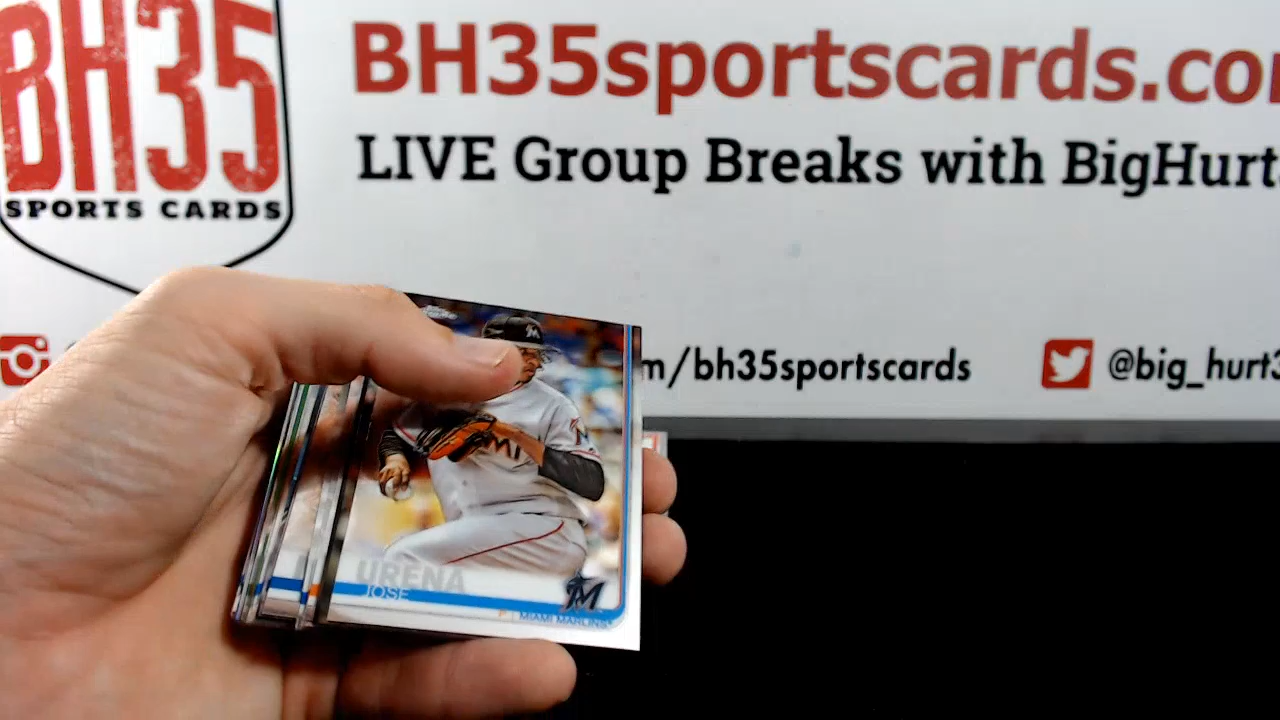 BH35
SPORTS CARDS
BH35sportscards.co
LIVE Group Breaks with BigHurt
m/bh35sportscards
@big_hurt3
URENA
JOSE
MIAMI MARLINS
M